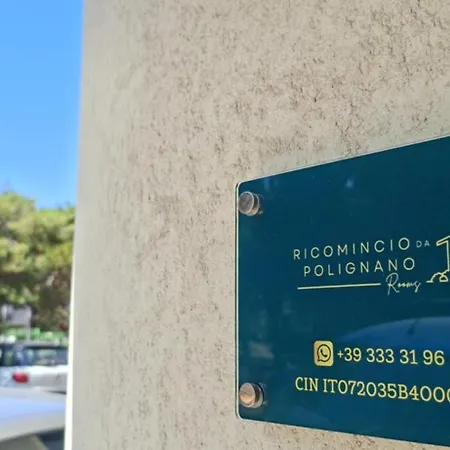 RICOMINCIO DA
POLIGNANO
Rooms
+39 333 31 96
CIN IT072035B400